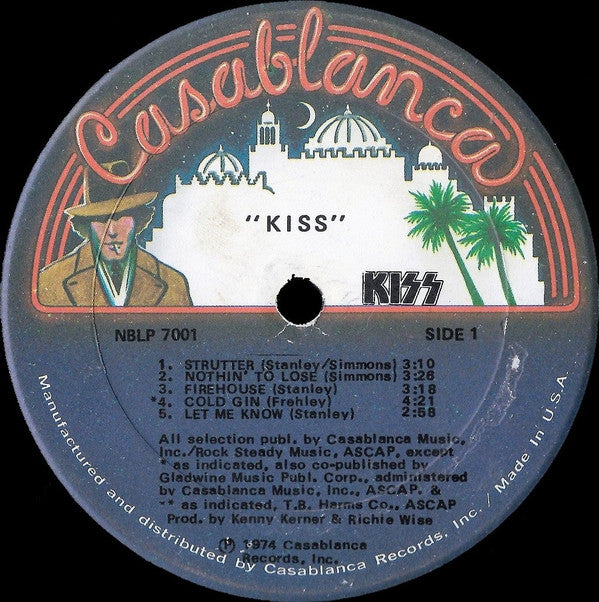 Casablanca
"KISS"
KISS
NBLP 7001
SIDE 1
1. STRUTTER (Stanley/Simmons) 3:10
2. NOTHIN' TO LOSE (Simmons) 3:26
3. FIREHOUSE (Stanley) 3:18
*4. COLD GIN (Frehley) 4:21
5. LET ME KNOW (Stanley) 2:58
All selection publ. by Casablanca Music,
Inc./Rock Steady Music, ASCAP, except
* as indicated, also co-published by
Gladwine Music Publ. Corp., administered
by Casablanca Music, Inc., ASCAP. &
** as indicated, T.B. Harms Co., ASCAP
Prod. by Kenny Kerner & Richie Wise
℗ 1974 Casablanca
Records, Inc.
Manufactured and distributed by Casablanca Records, Inc. / Made In U.S.A.